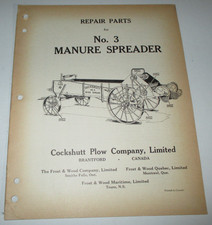 REPAIR PARTS
for
No. 3
MANURE SPREADER
Cockshutt Plow Company, Limited
BRANTFORD - CANADA
The Frost & Wood Company, Limited
Smiths Falls, Ont.
Frost & Wood Quebec, Limited
Montreal, Que.
Frost & Wood Maritime, Limited
Truro, N.S.